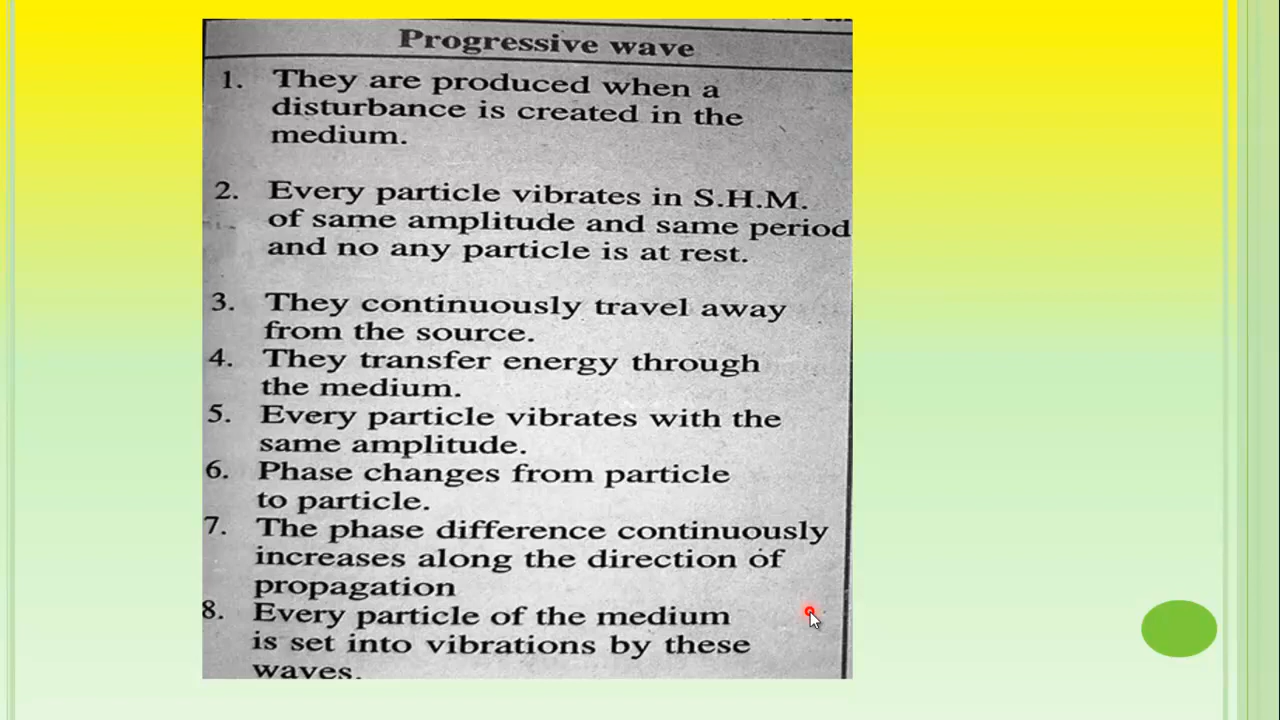 Progressive wave
1. They are produced when a
disturbance is created in the
medium.
2. Every particle vibrates in S.H.M.
of same amplitude and same period
and no any particle is at rest.
3. They continuously travel away
from the source.
4. They transfer energy through
the medium.
5. Every particle vibrates with the
same amplitude.
6. Phase changes from particle
to particle.
7. The phase difference continuously
increases along the direction of
propagation
8. Every particle of the medium
is set into vibrations by these
waves.